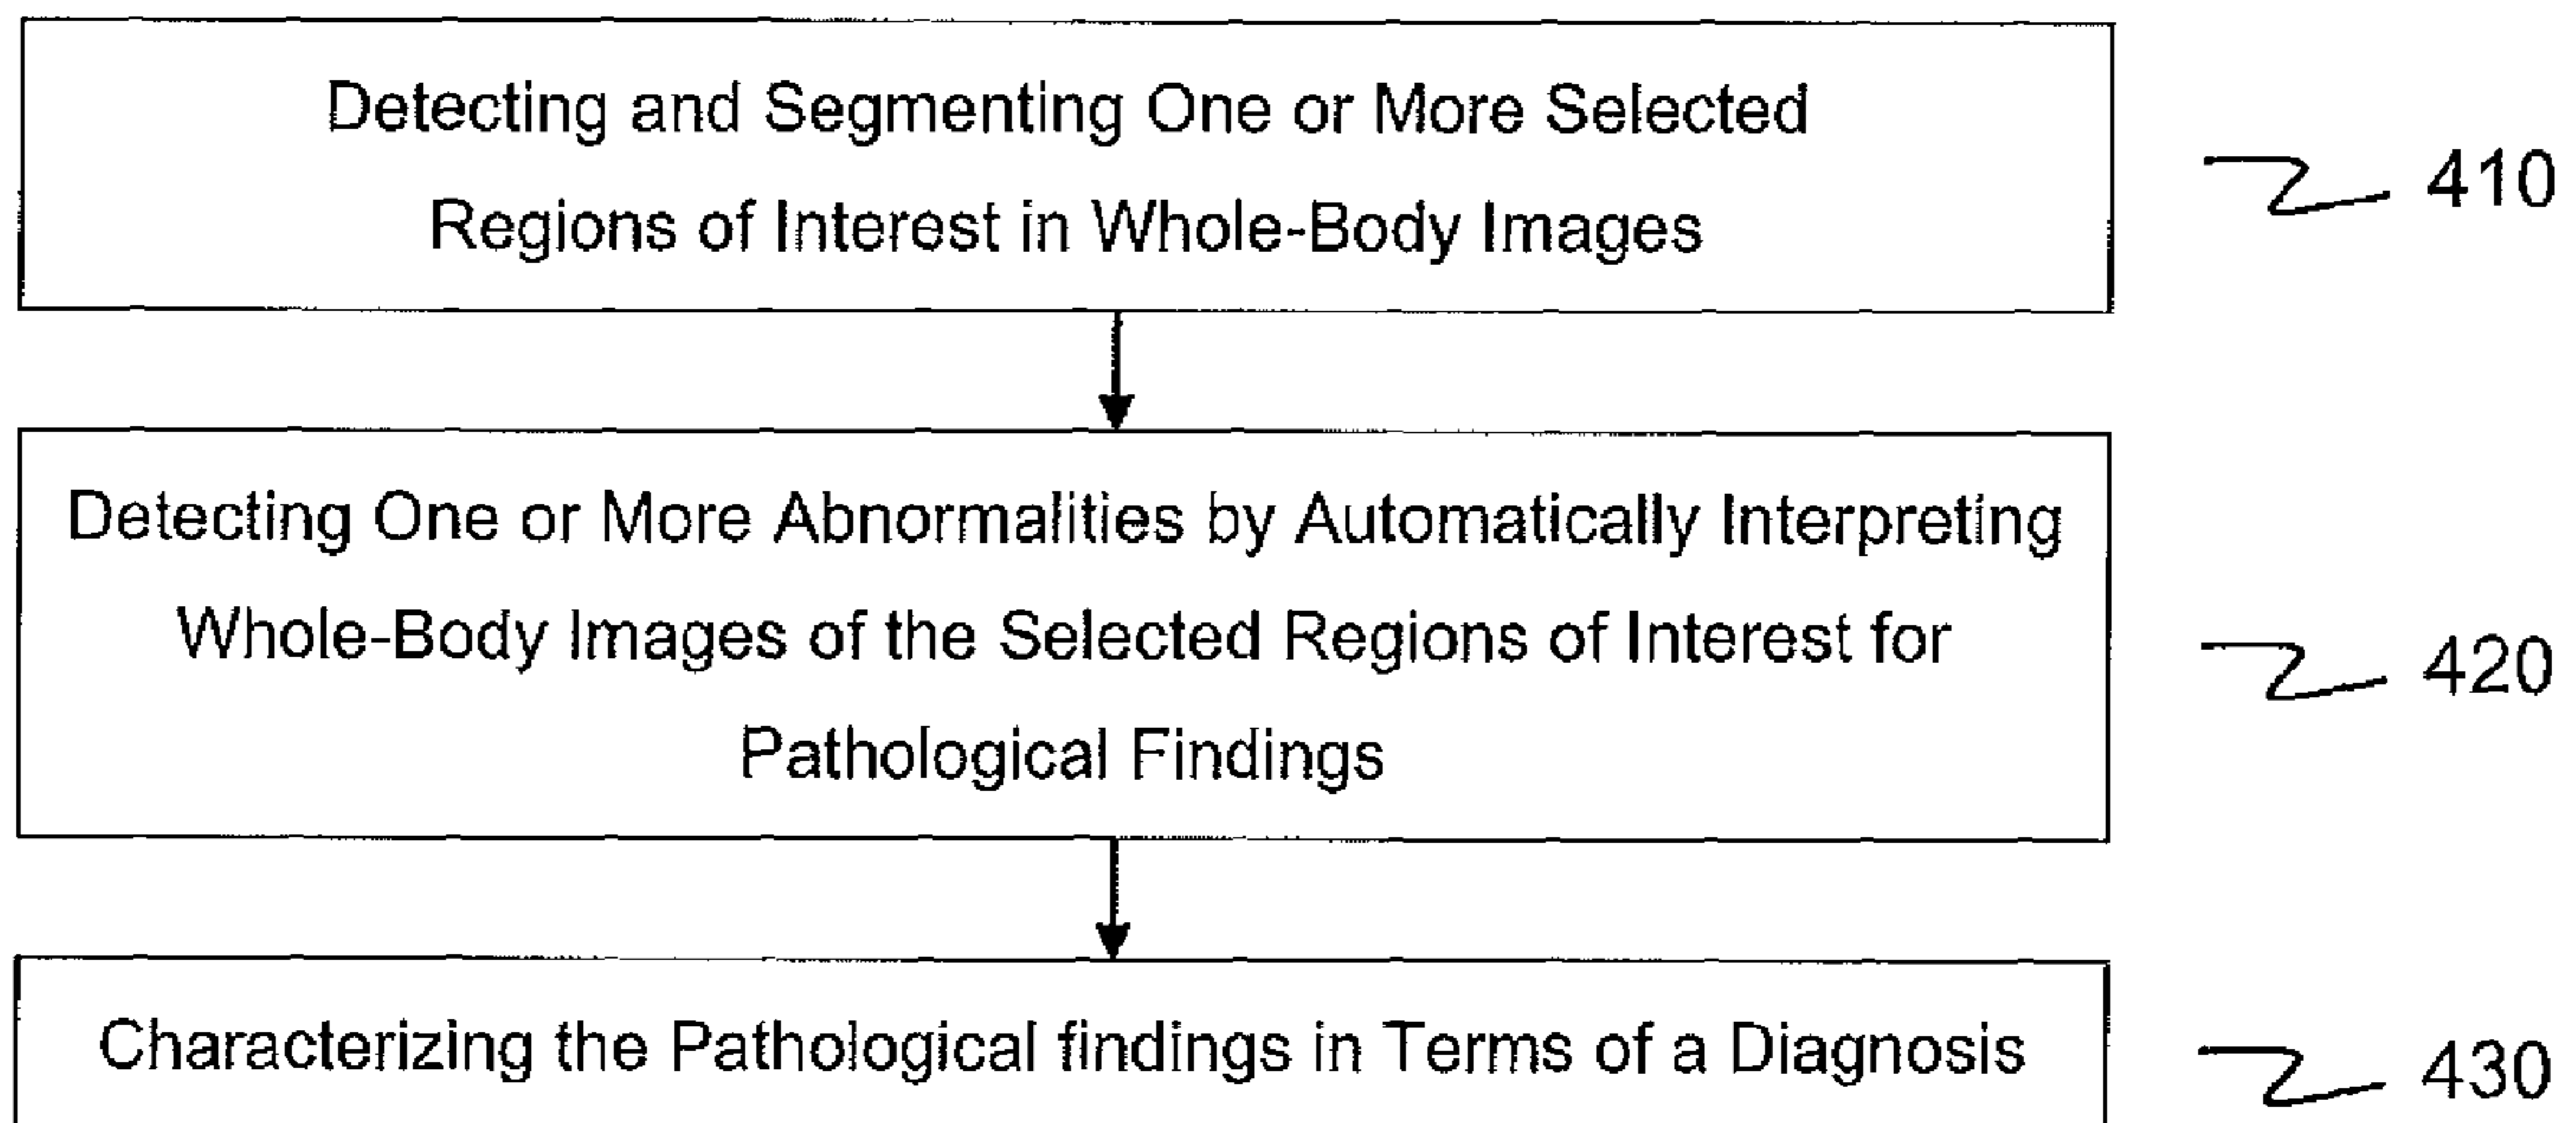 Detecting and Segmenting One or More Selected
Regions of Interest in Whole-Body Images
410
Detecting One or More Abnormalities by Automatically Interpreting
Whole-Body Images of the Selected Regions of Interest for
Pathological Findings
420
Characterizing the Pathological findings in Terms of a Diagnosis
430